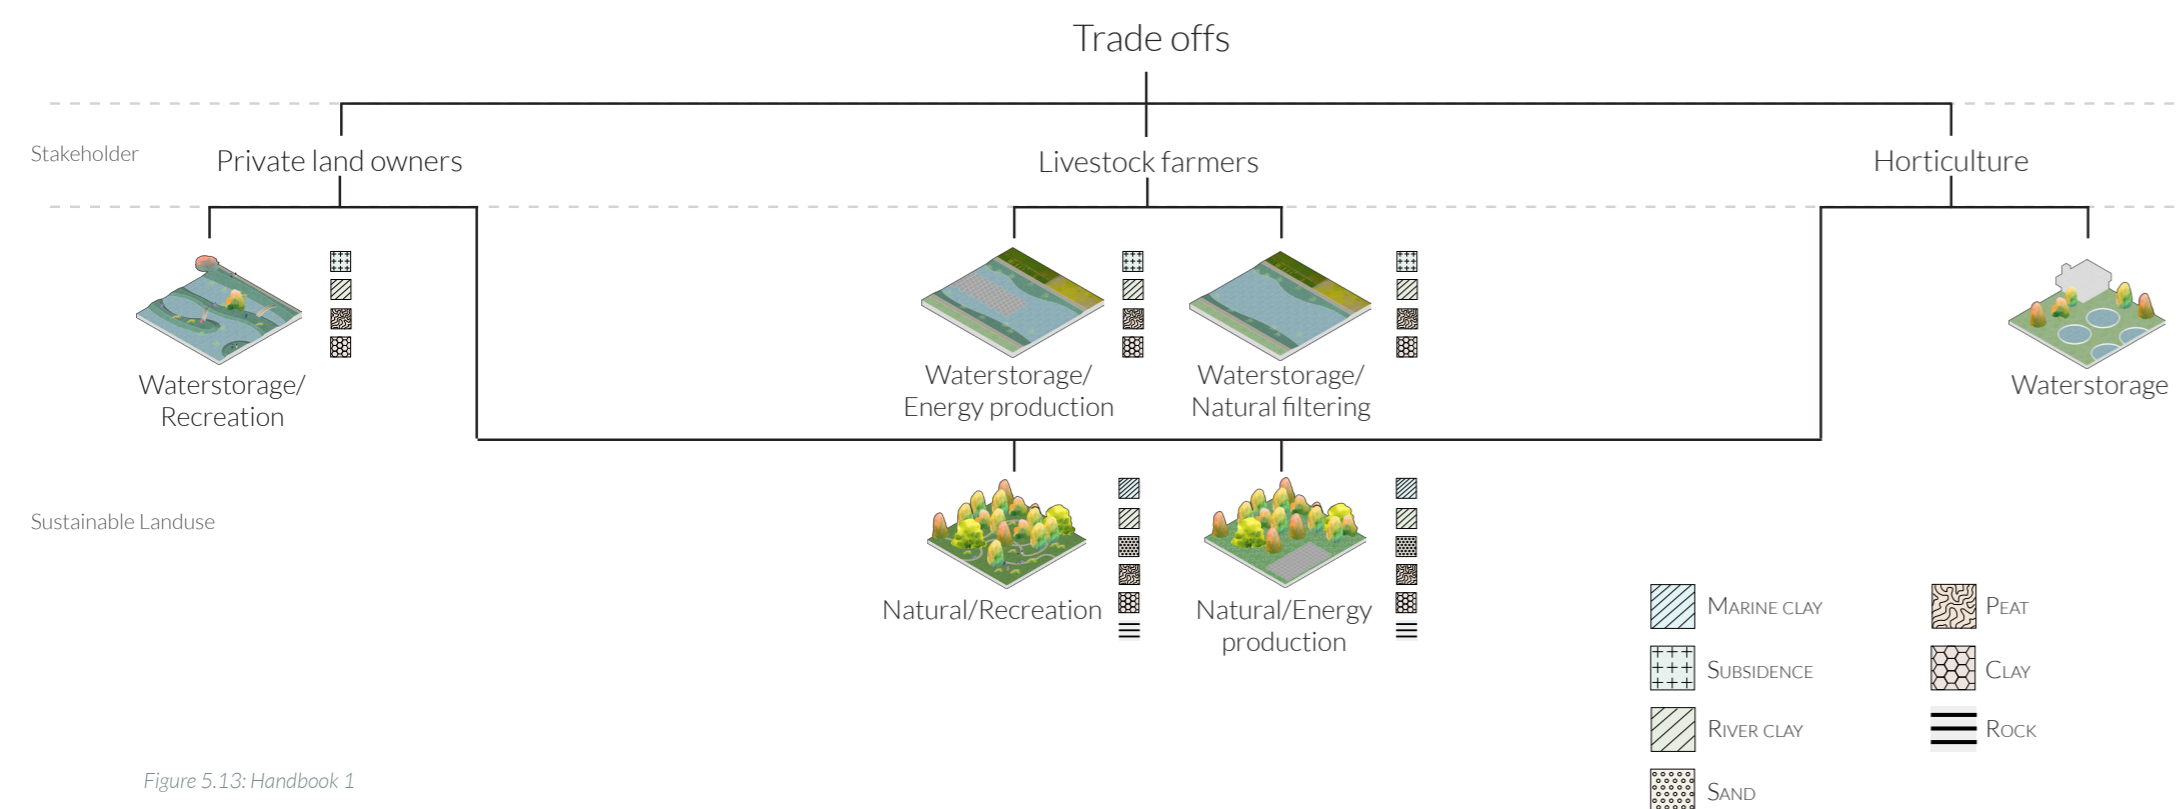 Trade offs
Stakeholder
Private land owners
Livestock farmers
Horticulture
Waterstorage/
Recreation
Waterstorage/
Energy production
Waterstorage/
Natural filtering
Waterstorage
Sustainable Landuse
Natural/Recreation
Natural/Energy
production
Marine clay
Subsidence
River clay
Sand
Peat
Clay
Rock
Figure 5.13: Handbook 1